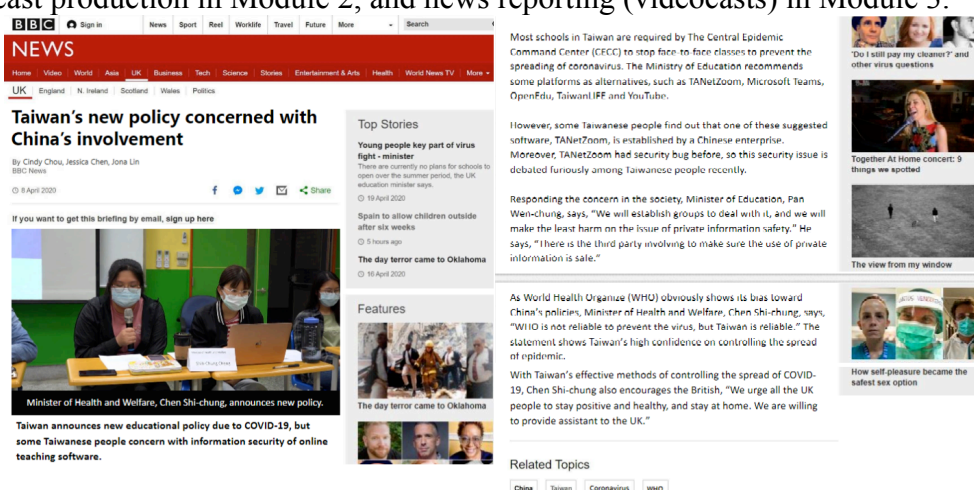 east production in Module 2, and news reporting (videocasts) in Module 3.
BBC Sign in News Sport Reel Worklife Travel Future More Search
NEWS
Home Video World Asia UK Business Tech Science Stories Entertainment & Arts Health World News TV More
UK England N. Ireland Scotland Wales Politics
Taiwan's new policy concerned with
China's involvement
By Cindy Chou, Jessica Chen, Jona Lin
BBC News
8 April 2020
Share
If you want to get this briefing by email, sign up here
Minister of Health and Welfare, Chen Shi-chung, announces new policy.
Taiwan announces new educational policy due to COVID-19, but
some Taiwanese people concern with information security of online
teaching software.
Top Stories
Young people key part of virus
fight - minister
There are currently no plans for schools to
open over the summer period, the UK
education minister says.
19 April 2020
Spain to allow children outside
after six weeks
5 hours ago
The day terror came to Oklahoma
16 April 2020
Features
The day terror came to Oklahoma
Most schools in Taiwan are required by The Central Epidemic
Command Center (CECC) to stop face-to-face classes to prevent the
spreading of coronavirus. The Ministry of Education recommends
some platforms as alternatives, such as TANetZoom, Microsoft Teams,
OpenEdu, TaiwanLIFE and YouTube.
However, some Taiwanese people find out that one of these suggested
software, TANetZoom, is established by a Chinese enterprise.
Moreover, TANetZoom had security bug before, so this security issue is
debated furiously among Taiwanese people recently.
Responding the concern in the society, Minister of Education, Pan
Wen-chung, says, "We will establish groups to deal with it, and we will
make the least harm on the issue of private information safety." He
says, "There is the third party involving to make sure the use of private
information is safe."
As World Health Organize (WHO) obviously shows its bias toward
China's policies, Minister of Health and Welfare, Chen Shi-chung, says,
"WHO is not reliable to prevent the virus, but Taiwan is reliable." The
statement shows Taiwan's high confidence on controlling the spread
of epidemic.
With Taiwan's effective methods of controlling the spread of COVID-
19, Chen Shi-chung also encourages the British, "We urge all the UK
people to stay positive and healthy, and stay at home. We are willing
to provide assistant to the UK."
Related Topics
China Taiwan Coronavirus WHO
'Do I still pay my cleaner?' and
other virus questions
Together At Home concert: 9
things we spotted
The view from my window
How self-pleasure became the
safest sex option